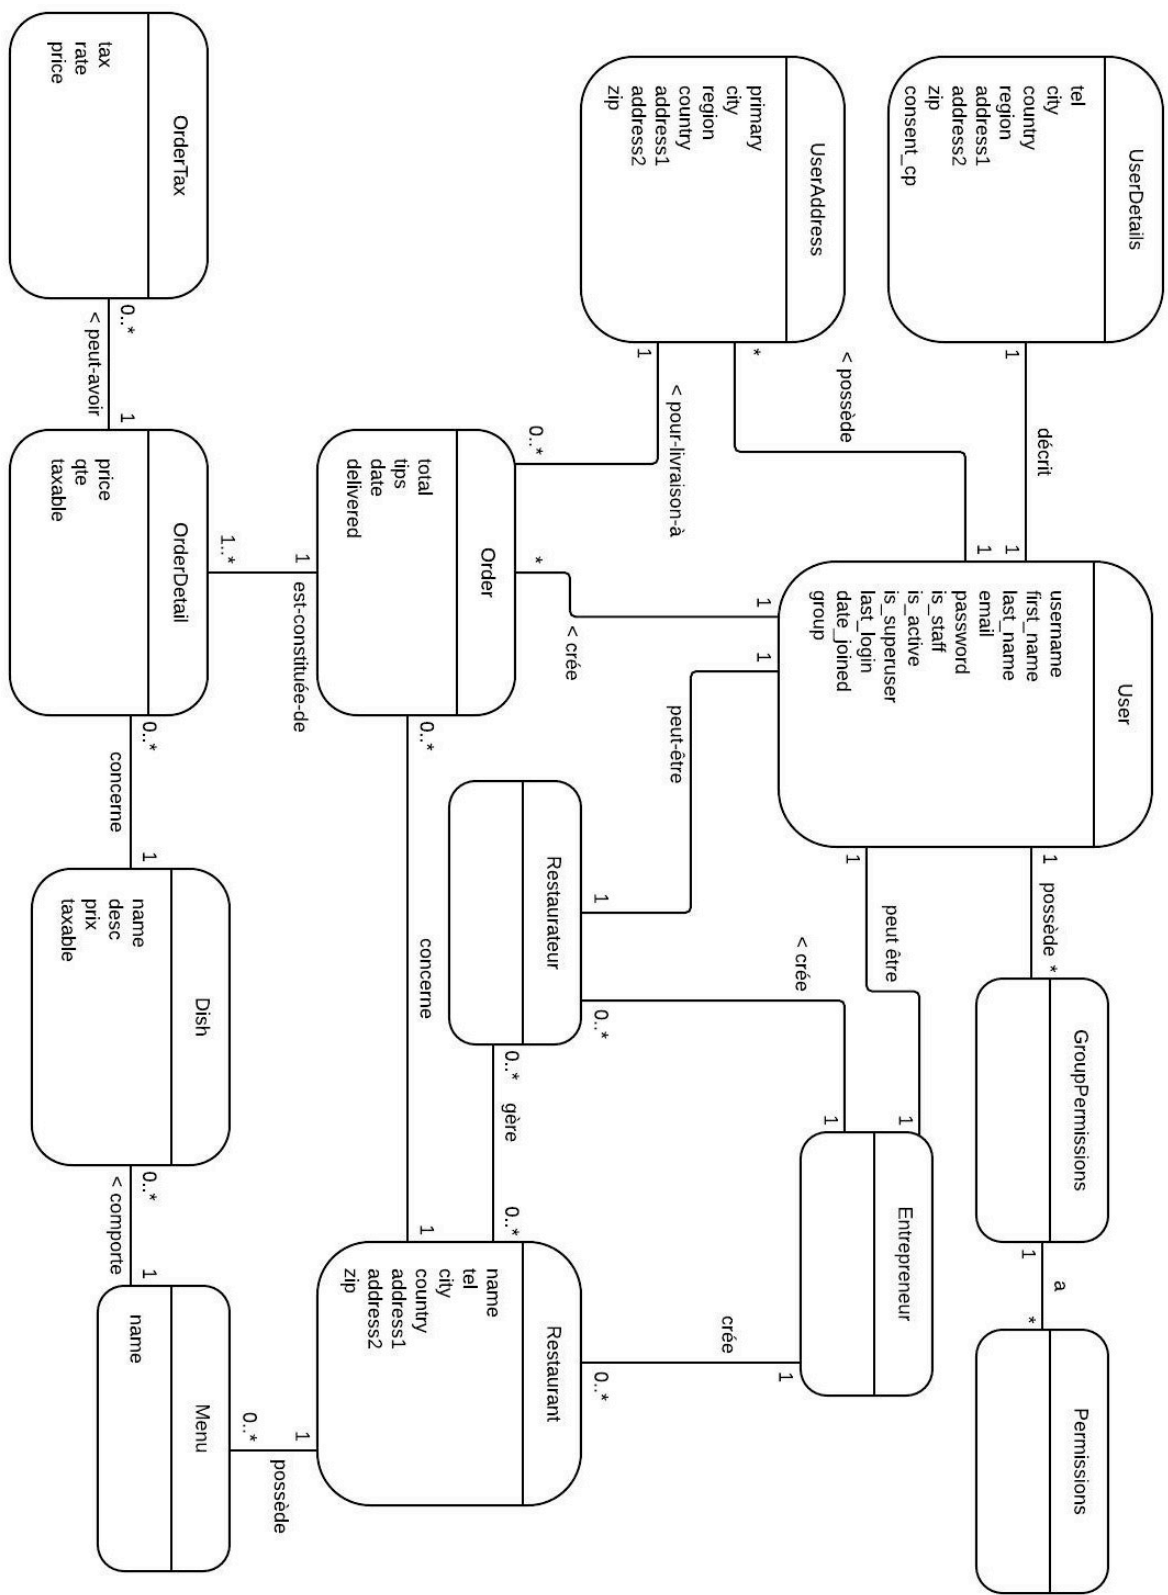 UserDetails
tel
city
country
region
address1
address2
zip
consent_cp
1
décrit
1
User
username
first_name
last_name
email
password
is_staff
is_active
is_superuser
last_login
date_joined
group
1
possède
*
GroupPermissions
1
a
*
Permissions
UserAddress
primary
city
region
country
address1
address2
zip
*
< possède
1
1
< pour-livraison-à
0..*
1
< crée
*
1
peut-être
1
1
peut être
1
Entrepreneur
1
< crée
0..*
1
crée
0..*
Order
total
tips
date
delivered
Restaurateur
0..*
gère
0..*
Restaurant
name
tel
city
country
address1
address2
zip
0..*
concerne
1
1
est-constituée-de
1..*
1
possède
0..*
OrderTax
tax
rate
price
0..*
< peut-avoir
1
OrderDetail
price
qte
taxable
0..*
concerne
1
Dish
name
desc
prix
taxable
0..*
< comporte
1
Menu
name